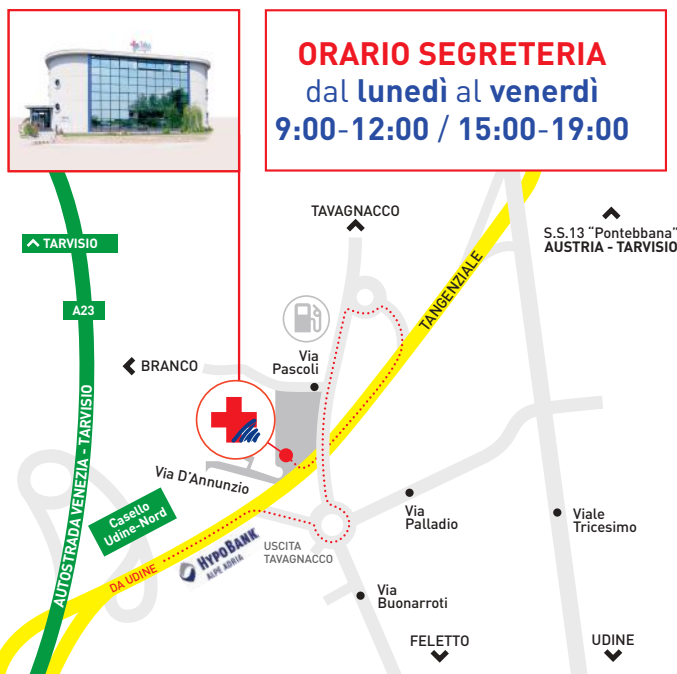 ORARIO SEGRETERIA
dal lunedì al venerdì
9:00-12:00 / 15:00-19:00
TAVAGNACCO
S.S.13 “Pontebbana”
AUSTRIA - TARVISIO
TARVISIO
TANGENZIALE
A23
Via
Pascoli
BRANCO
Via D'Annunzio
Casello
Udine-Nord
AUTOSTRADA VENEZIA - TARVISIO
Via
Palladio
Viale
Tricesimo
USCITA
TAVAGNACCO
HYPO BANK
ALPE ADRIA
DA UDINE
Via
Buonarroti
FELETTO
UDINE